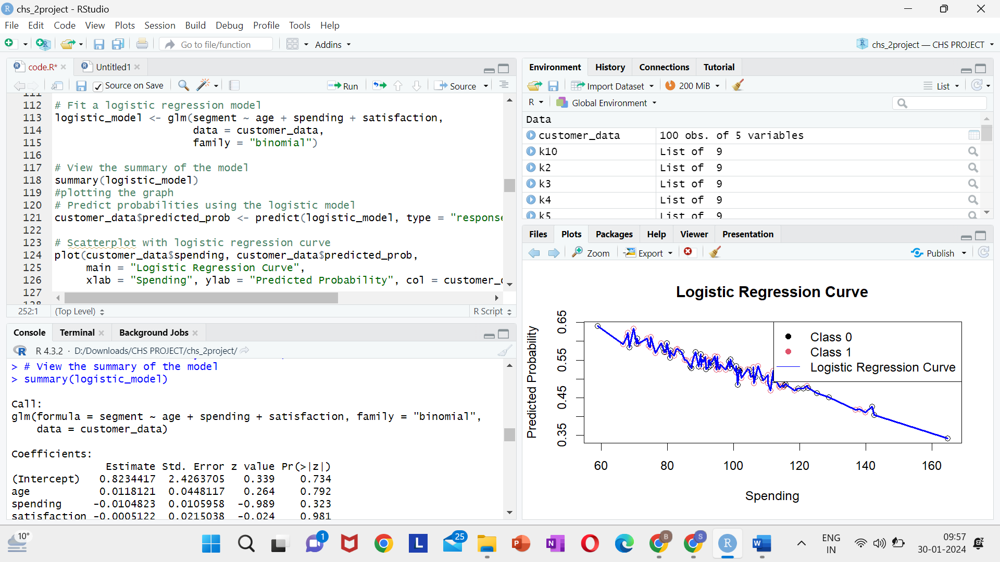 chs_2project - RStudio
File Edit Code View Plots Session Build Debug Profile Tools Help
Go to file/function Addins chs_2project — CHS PROJECT
code.R* Untitled1
Source on Save Run Source
111
112 # Fit a logistic regression model
113 logistic_model <- glm(segment ~ age + spending + satisfaction,
114 data = customer_data,
115 family = "binomial")
116
117 # View the summary of the model
118 summary(logistic_model)
119 #plotting the graph
120 # Predict probabilities using the logistic model
121 customer_data$predicted_prob <- predict(logistic_model, type = "response
122
123 # Scatterplot with logistic regression curve
124 plot(customer_data$spending, customer_data$predicted_prob,
125 main = "Logistic Regression Curve",
126 xlab = "Spending", ylab = "Predicted Probability", col = customer_d
127
128
252:1 (Top Level) R Script
Console Terminal Background Jobs
R 4.3.2 · D:/Downloads/CHS PROJECT/chs_2project/
> # View the summary of the model
> summary(logistic_model)
Call:
glm(formula = segment ~ age + spending + satisfaction, family = "binomial",
data = customer_data)
Coefficients:
Estimate Std. Error z value Pr(>|z|)
(Intercept) 0.8234417 2.4263705 0.339 0.734
age 0.0118121 0.0448117 0.264 0.792
spending -0.0104823 0.0105958 -0.989 0.323
satisfaction -0.0005122 0.0215038 -0.024 0.981
Environment History Connections Tutorial
Import Dataset 200 MiB List
R Global Environment
Data
customer_data 100 obs. of 5 variables
k10 List of 9
k2 List of 9
k3 List of 9
k4 List of 9
k5 List of 9
Files Plots Packages Help Viewer Presentation
Zoom Export Publish
Logistic Regression Curve
Predicted Probability
0.65
0.55
0.45
0.35
Class 0
Class 1
Logistic Regression Curve
60 80 100 120 140 160
Spending
10°
1
L
25
P
N
B
S
R
W
ENG
IN
09:57
30-01-2024